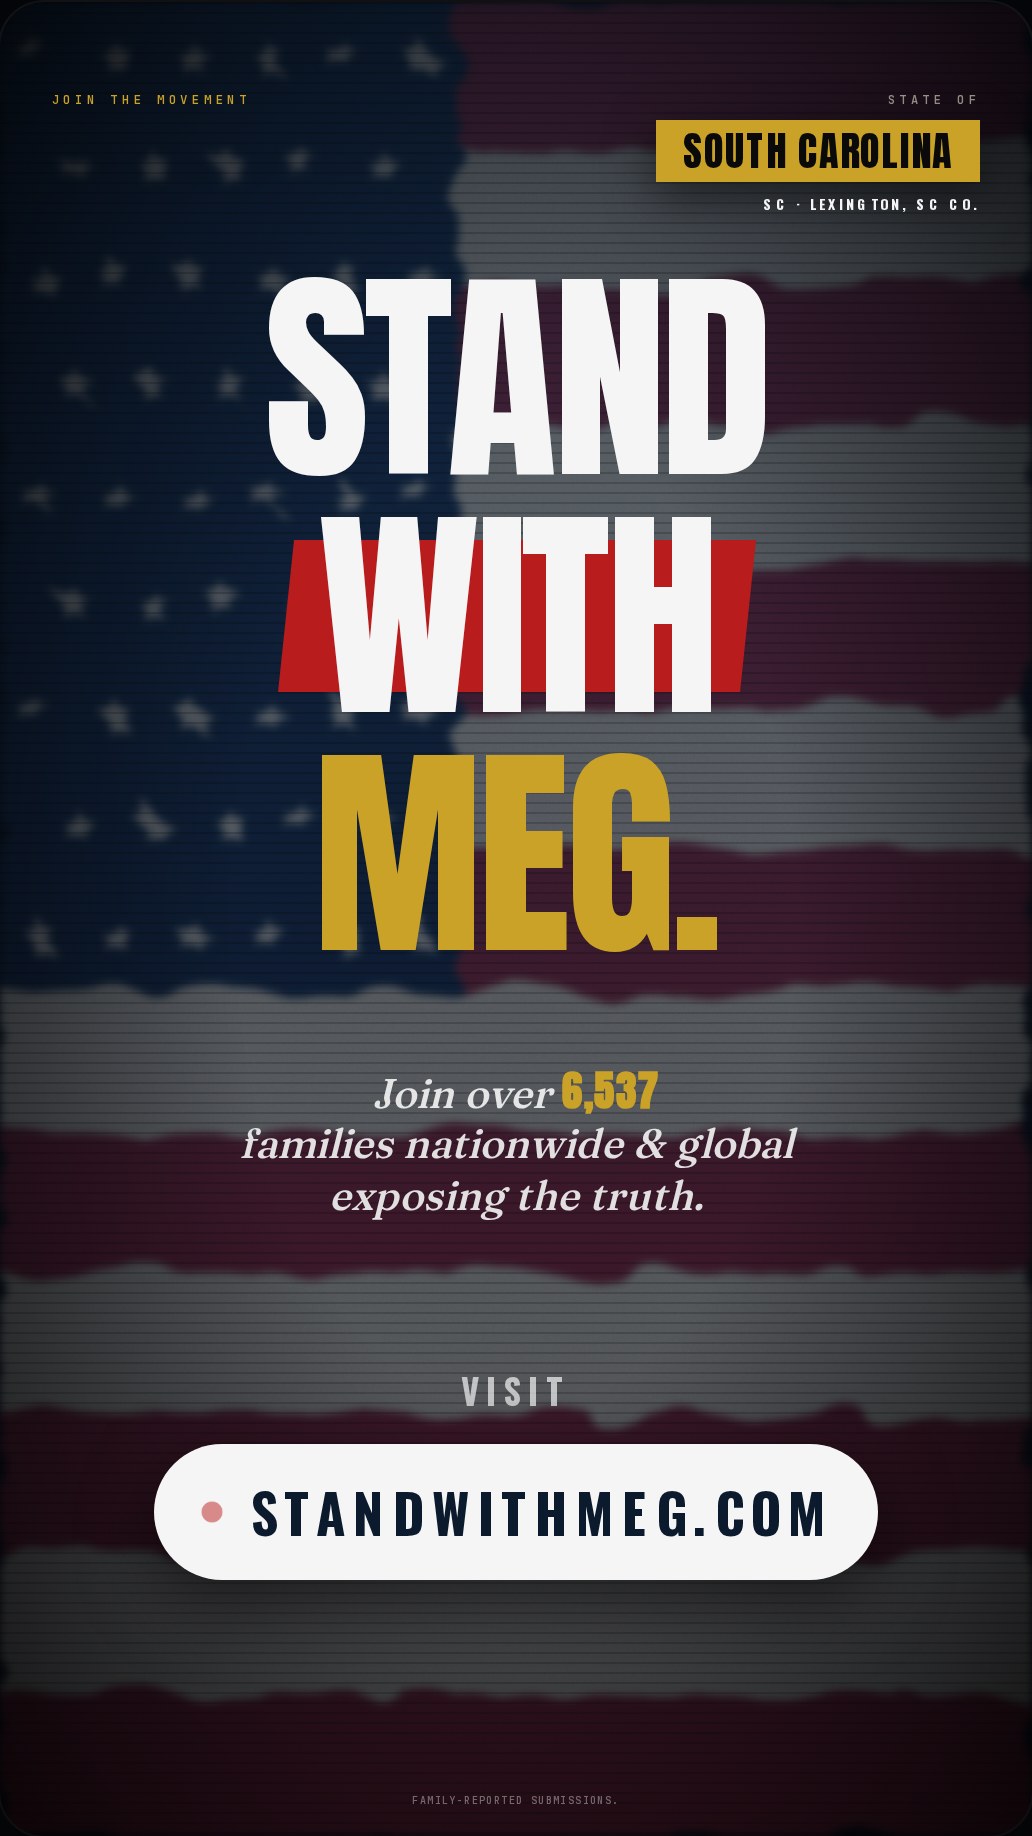 JOIN THE MOVEMENT
STATE OF
SOUTH CAROLINA
SC · LEXINGTON, SC CO.
STAND
WITH
MEG.
Join over 6,537
families nationwide & global
exposing the truth.
VISIT
STANDWITHMEG.COM
FAMILY-REPORTED SUBMISSIONS.